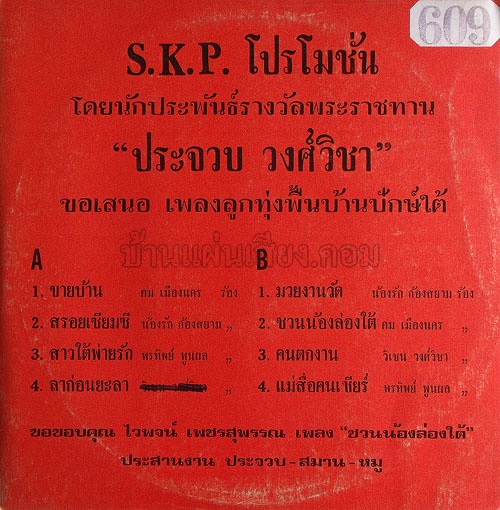 609
S.K.P. โปรโมชั่น
โดยนักประพันธ์รางวัลพระราชทาน
“ประจวบ วงศ์วิชา”
ขอเสนอ เพลงลูกทุ่งพื้นบ้านปักษ์ใต้
บ้านแผ่นเสียง.คอม
A
1. ขายบ้าน คม เมืองนคร ร้อง
2. สร้อยเซียมซี น้องรัก ก้องสยาม „
3. สาวใต้พ่ายรัก พรทิพย์ พูนผล „
4. ลาก่อนยะลา „
B
1. มวยงานวัด น้องรัก ก้องสยาม ร้อง
2. ชวนน้องล่องใต้ คม เมืองนคร „
3. คนตกงาน วิเชน วงศ์วิชา „
4. แม่สื่อคนเชียร์ พรทิพย์ พูนผล „
ขอขอบคุณ ไวพจน์ เพชรสุพรรณ เพลง “ชวนน้องล่องใต้”
ประสานงาน ประจวบ-สมาน-หมู